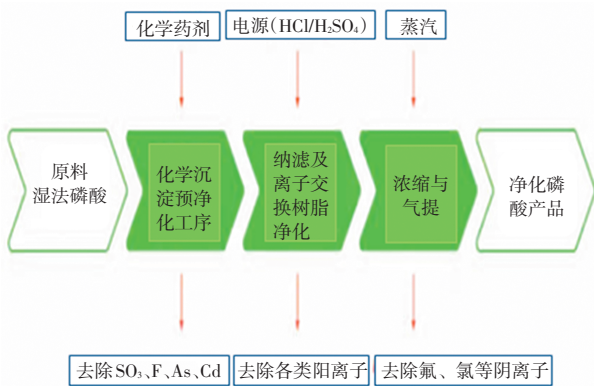 化学药剂
电源(HCl/H₂SO₄)
蒸汽
原料
湿法磷酸
化学沉
淀预净
化工序
纳滤及
离子交
换树脂
净化
浓缩与
气提
净化磷
酸产品
去除SO₃、F、As、Cd
去除各类阳离子
去除氟、氯等阴离子